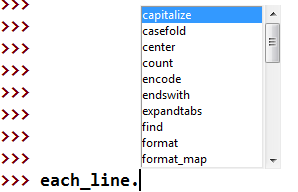 >>>
>>>
>>>
>>>
>>>
>>>
>>>
>>> each_line.
capitalize
casefold
center
count
encode
endswith
expandtabs
find
format
format_map